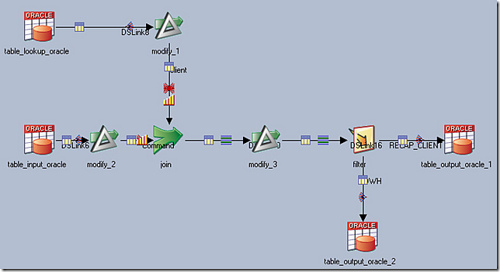 ORACLE
DSLink8
table_lookup_oracle
modify_1
Client
ORACLE
ORACLE
DSLink6
Command
DSLink16
RECAP_CLIENT
table_input_oracle
modify_2
join
modify_3
filter
table_output_oracle_1
WH
ORACLE
table_output_oracle_2